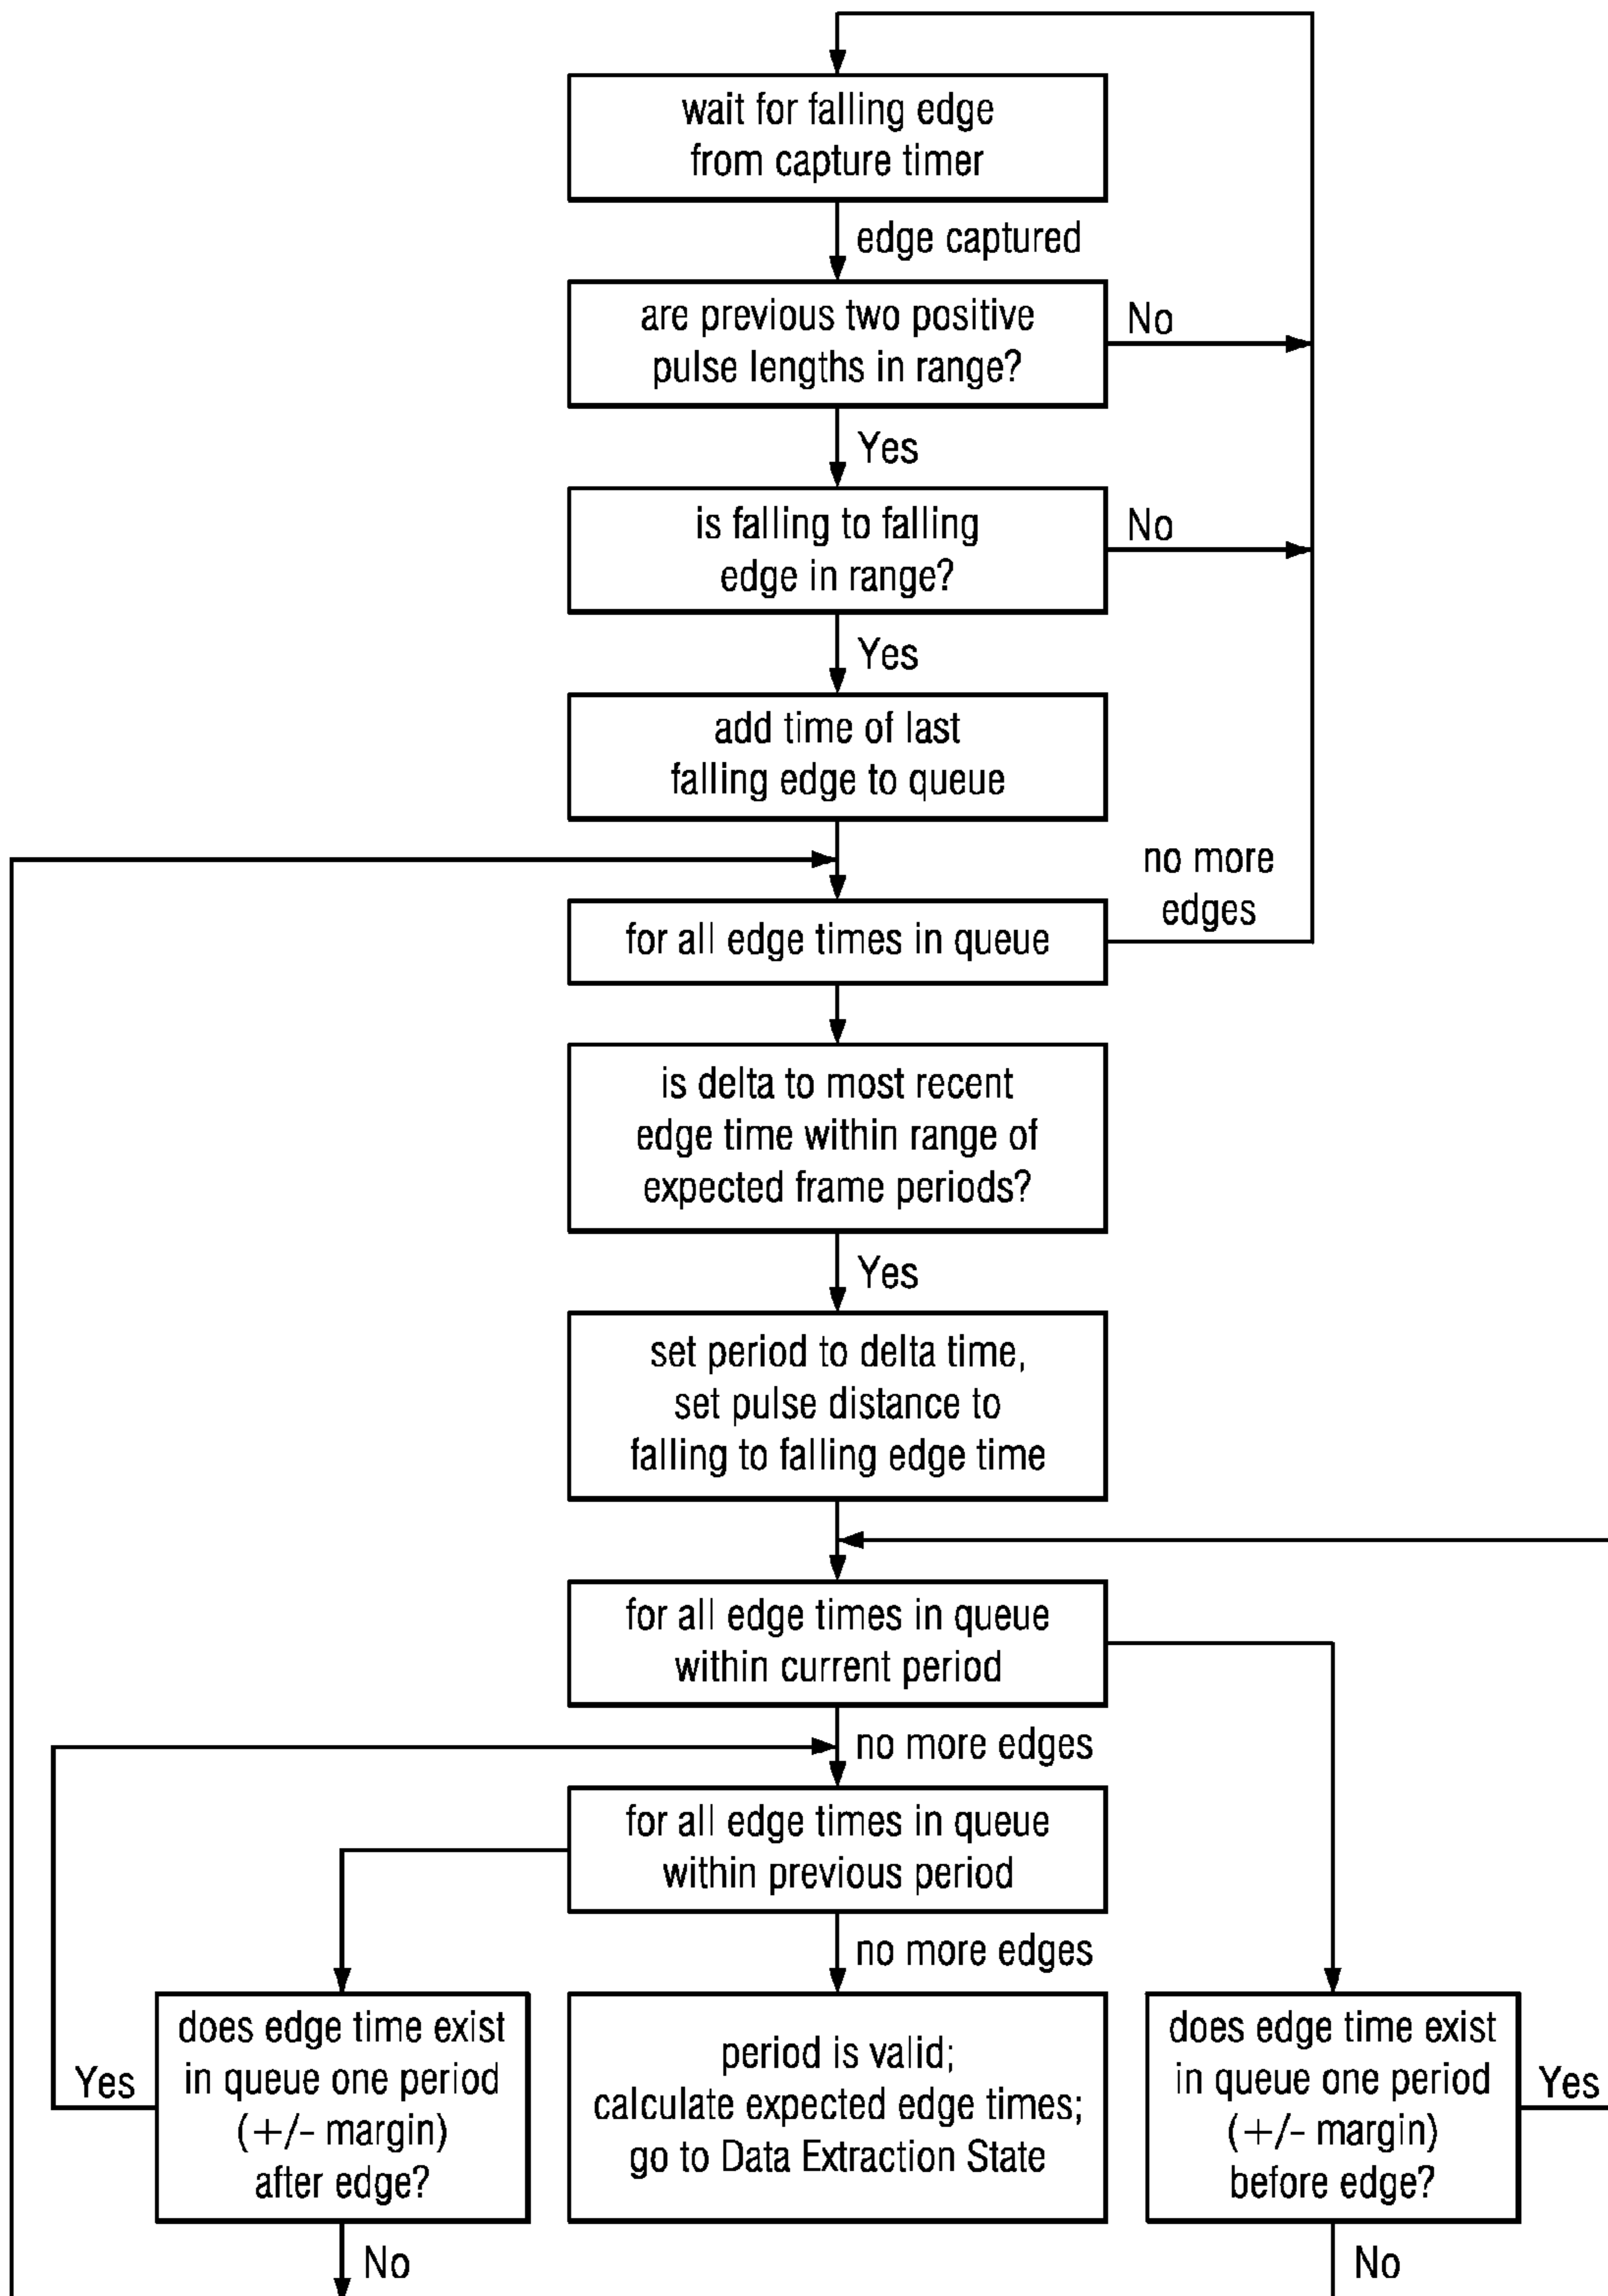 wait for falling edge
from capture timer
edge captured
are previous two positive
pulse lengths in range?
No
Yes
is falling to falling
edge in range?
No
Yes
add time of last
falling edge to queue
no more
edges
for all edge times in queue
is delta to most recent
edge time within range of
expected frame periods?
Yes
set period to delta time,
set pulse distance to
falling to falling edge time
for all edge times in queue
within current period
no more edges
for all edge times in queue
within previous period
no more edges
does edge time exist
in queue one period
(+/- margin)
after edge?
Yes
No
period is valid;
calculate expected edge times;
go to Data Extraction State
does edge time exist
in queue one period
(+/- margin)
before edge?
Yes
No